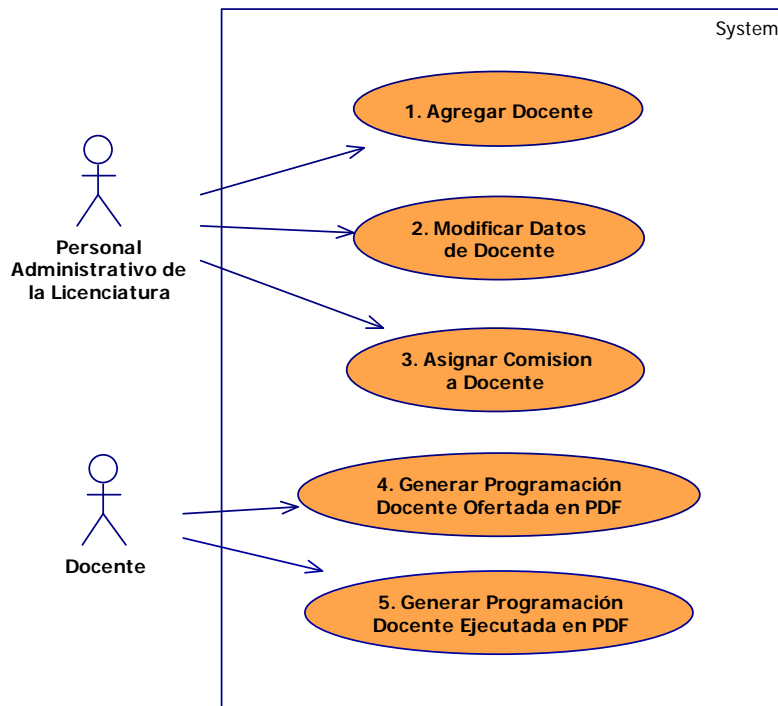 System
1. Agregar Docente
2. Modificar Datos
de Docente
Personal
Administrativo de
la Licenciatura
3. Asignar Comision
a Docente
4. Generar Programación
Docente Ofertada en PDF
Docente
5. Generar Programación
Docente Ejecutada en PDF